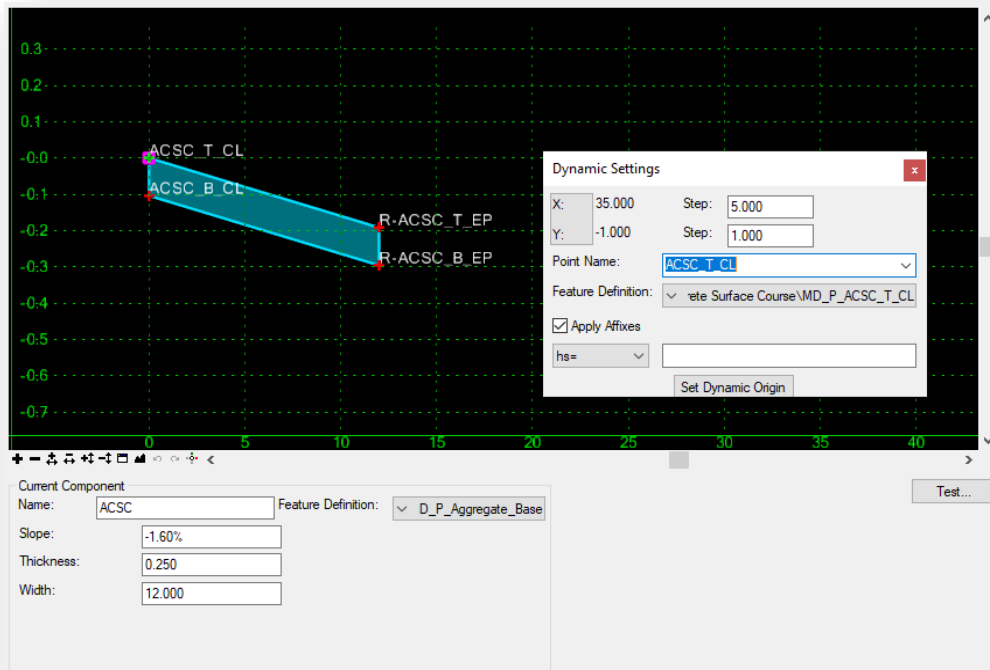 0.3
0.2
0.1
-0.0
-0.1
-0.2
-0.3
-0.4
-0.5
-0.6
-0.7
ACSC_T_CL
ACSC_B_CL
R-ACSC_T_EP
R-ACSC_B_EP
0 5 10 15 20 25 30 35 40
Dynamic Settings
X: 35.000 Step: 5.000
Y: -1.000 Step: 1.000
Point Name: ACSC_T_CL
Feature Definition: rete Surface Course\MD_P_ACSC_T_CL
Apply Affixes
hs=
Set Dynamic Origin
Current Component
Name: ACSC Feature Definition: D_P_Aggregate_Base
Slope: -1.60%
Thickness: 0.250
Width: 12.000
Test...